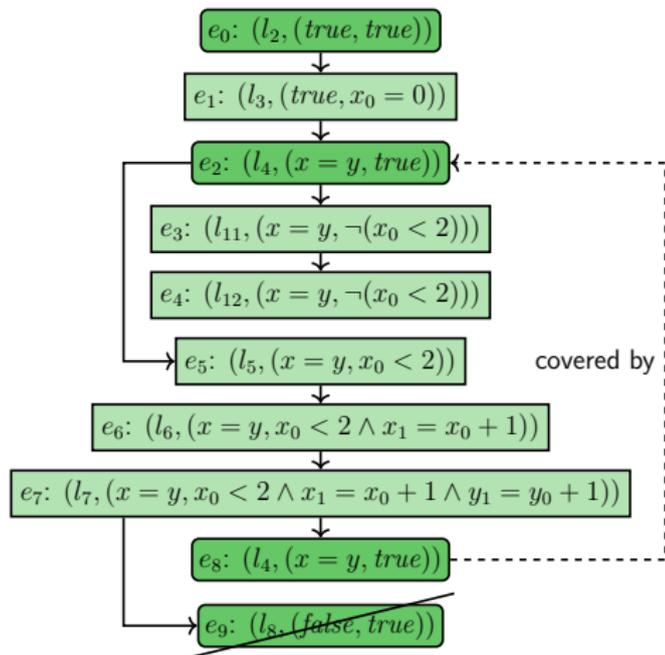 e₀: (l₂, (true, true))
e₁: (l₃, (true, x₀ = 0))
e₂: (l₄, (x = y, true))
e₃: (l₁₁, (x = y, ¬(x₀ < 2)))
e₄: (l₁₂, (x = y, ¬(x₀ < 2)))
e₅: (l₅, (x = y, x₀ < 2))
covered by
e₆: (l₆, (x = y, x₀ < 2 ∧ x₁ = x₀ + 1))
e₇: (l₇, (x = y, x₀ < 2 ∧ x₁ = x₀ + 1 ∧ y₁ = y₀ + 1))
e₈: (l₄, (x = y, true))
e₉: (l₈, (false, true))